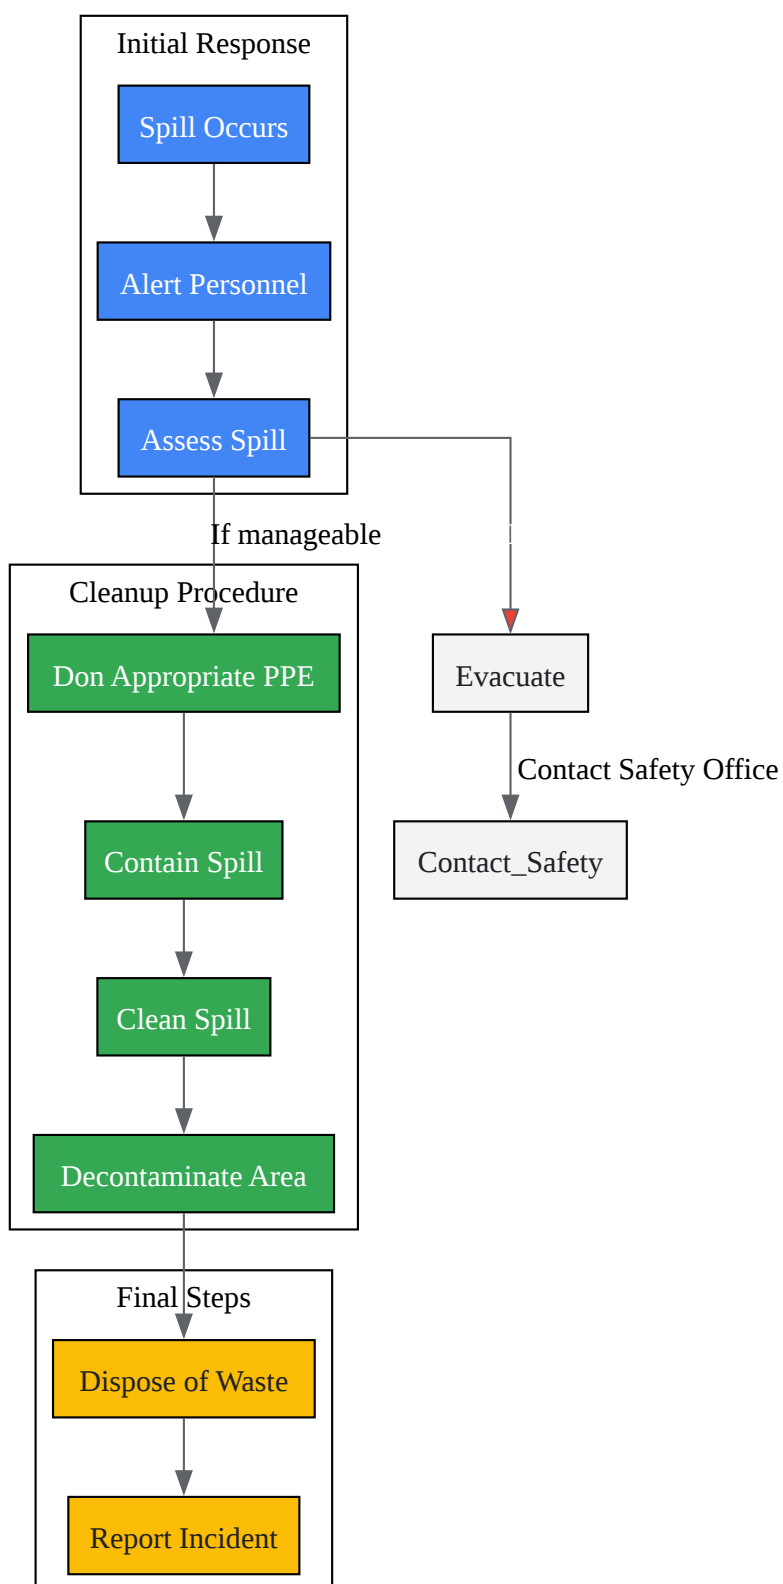 Initial Response
Spill Occurs
Alert Personnel
Assess Spill
If manageable
Cleanup Procedure
Don Appropriate PPE
Evacuate
Contact Safety Office
Contain Spill
Contact_Safety
Clean Spill
Decontaminate Area
Final Steps
Dispose of Waste
Report Incident